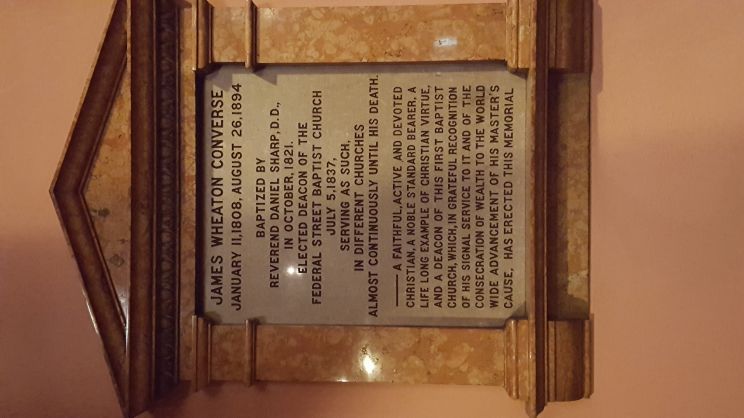 JAMES WHEATON CONVERSE
JANUARY 11, 1808, AUGUST 26, 1894
BAPTIZED BY
REVEREND DANIEL SHARP, D.D.,
IN OCTOBER, 1821.
ELECTED DEACON OF THE
FEDERAL STREET BAPTIST CHURCH
JULY 5, 1837,
SERVING AS SUCH,
IN DIFFERENT CHURCHES
ALMOST CONTINUOUSLY UNTIL HIS DEATH.
—— A FAITHFUL, ACTIVE AND DEVOTED
CHRISTIAN, A NOBLE STANDARD BEARER, A
LIFE LONG EXAMPLE OF CHRISTIAN VIRTUE,
AND A DEACON OF THIS FIRST BAPTIST
CHURCH, WHICH, IN GRATEFUL RECOGNITION
OF HIS SIGNAL SERVICE TO IT AND OF THE
CONSECRATION OF WEALTH TO THE WORLD
WIDE ADVANCEMENT OF HIS MASTER'S
CAUSE, HAS ERECTED THIS MEMORIAL